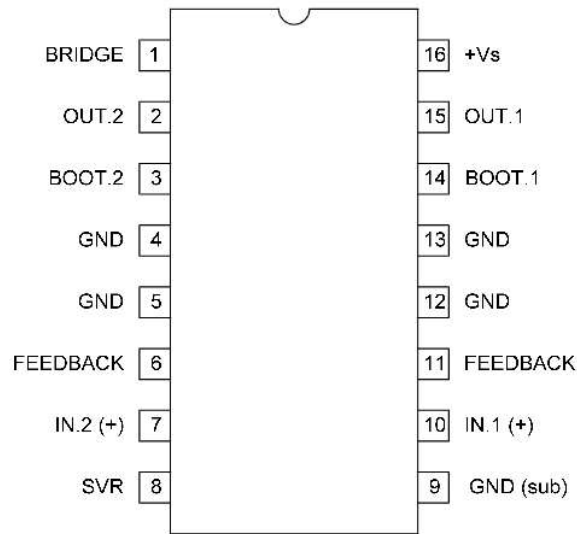 BRIDGE 1 16 +Vs
OUT.2 2 15 OUT.1
BOOT.2 3 14 BOOT.1
GND 4 13 GND
GND 5 12 GND
FEEDBACK 6 11 FEEDBACK
IN.2 (+) 7 10 IN.1 (+)
SVR 8 9 GND (sub)